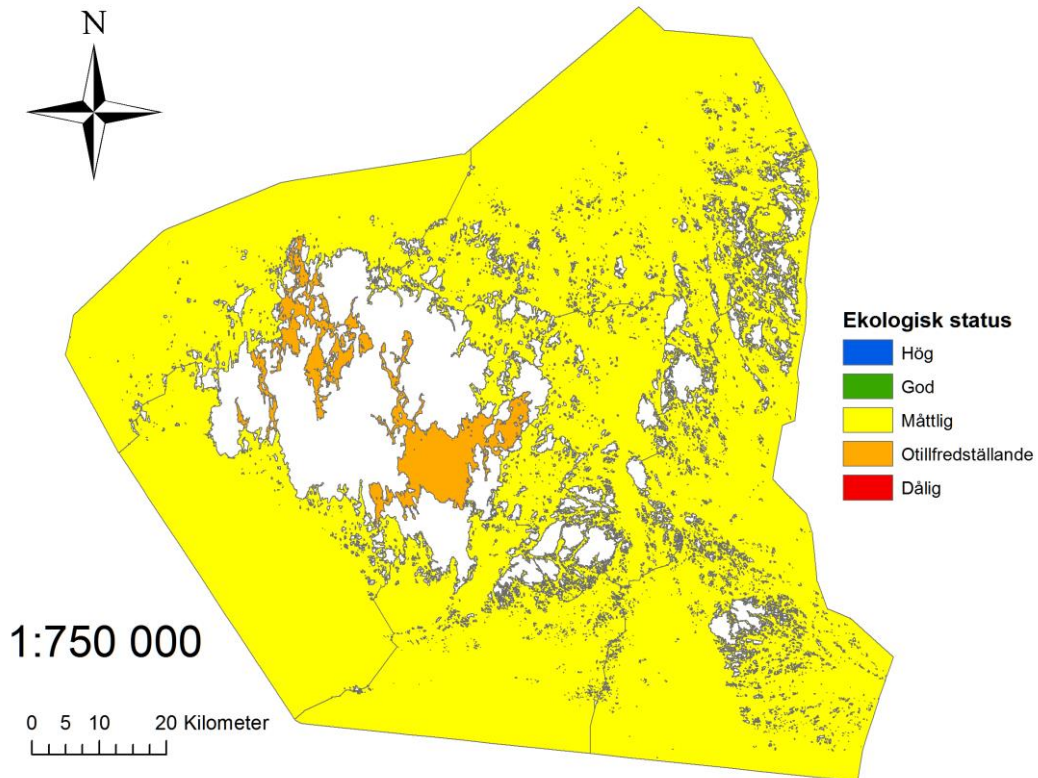 N
Ekologisk status
Hög
God
Måttlig
Otillfredställande
Dålig
1:750 000
0 5 10 20 Kilometer